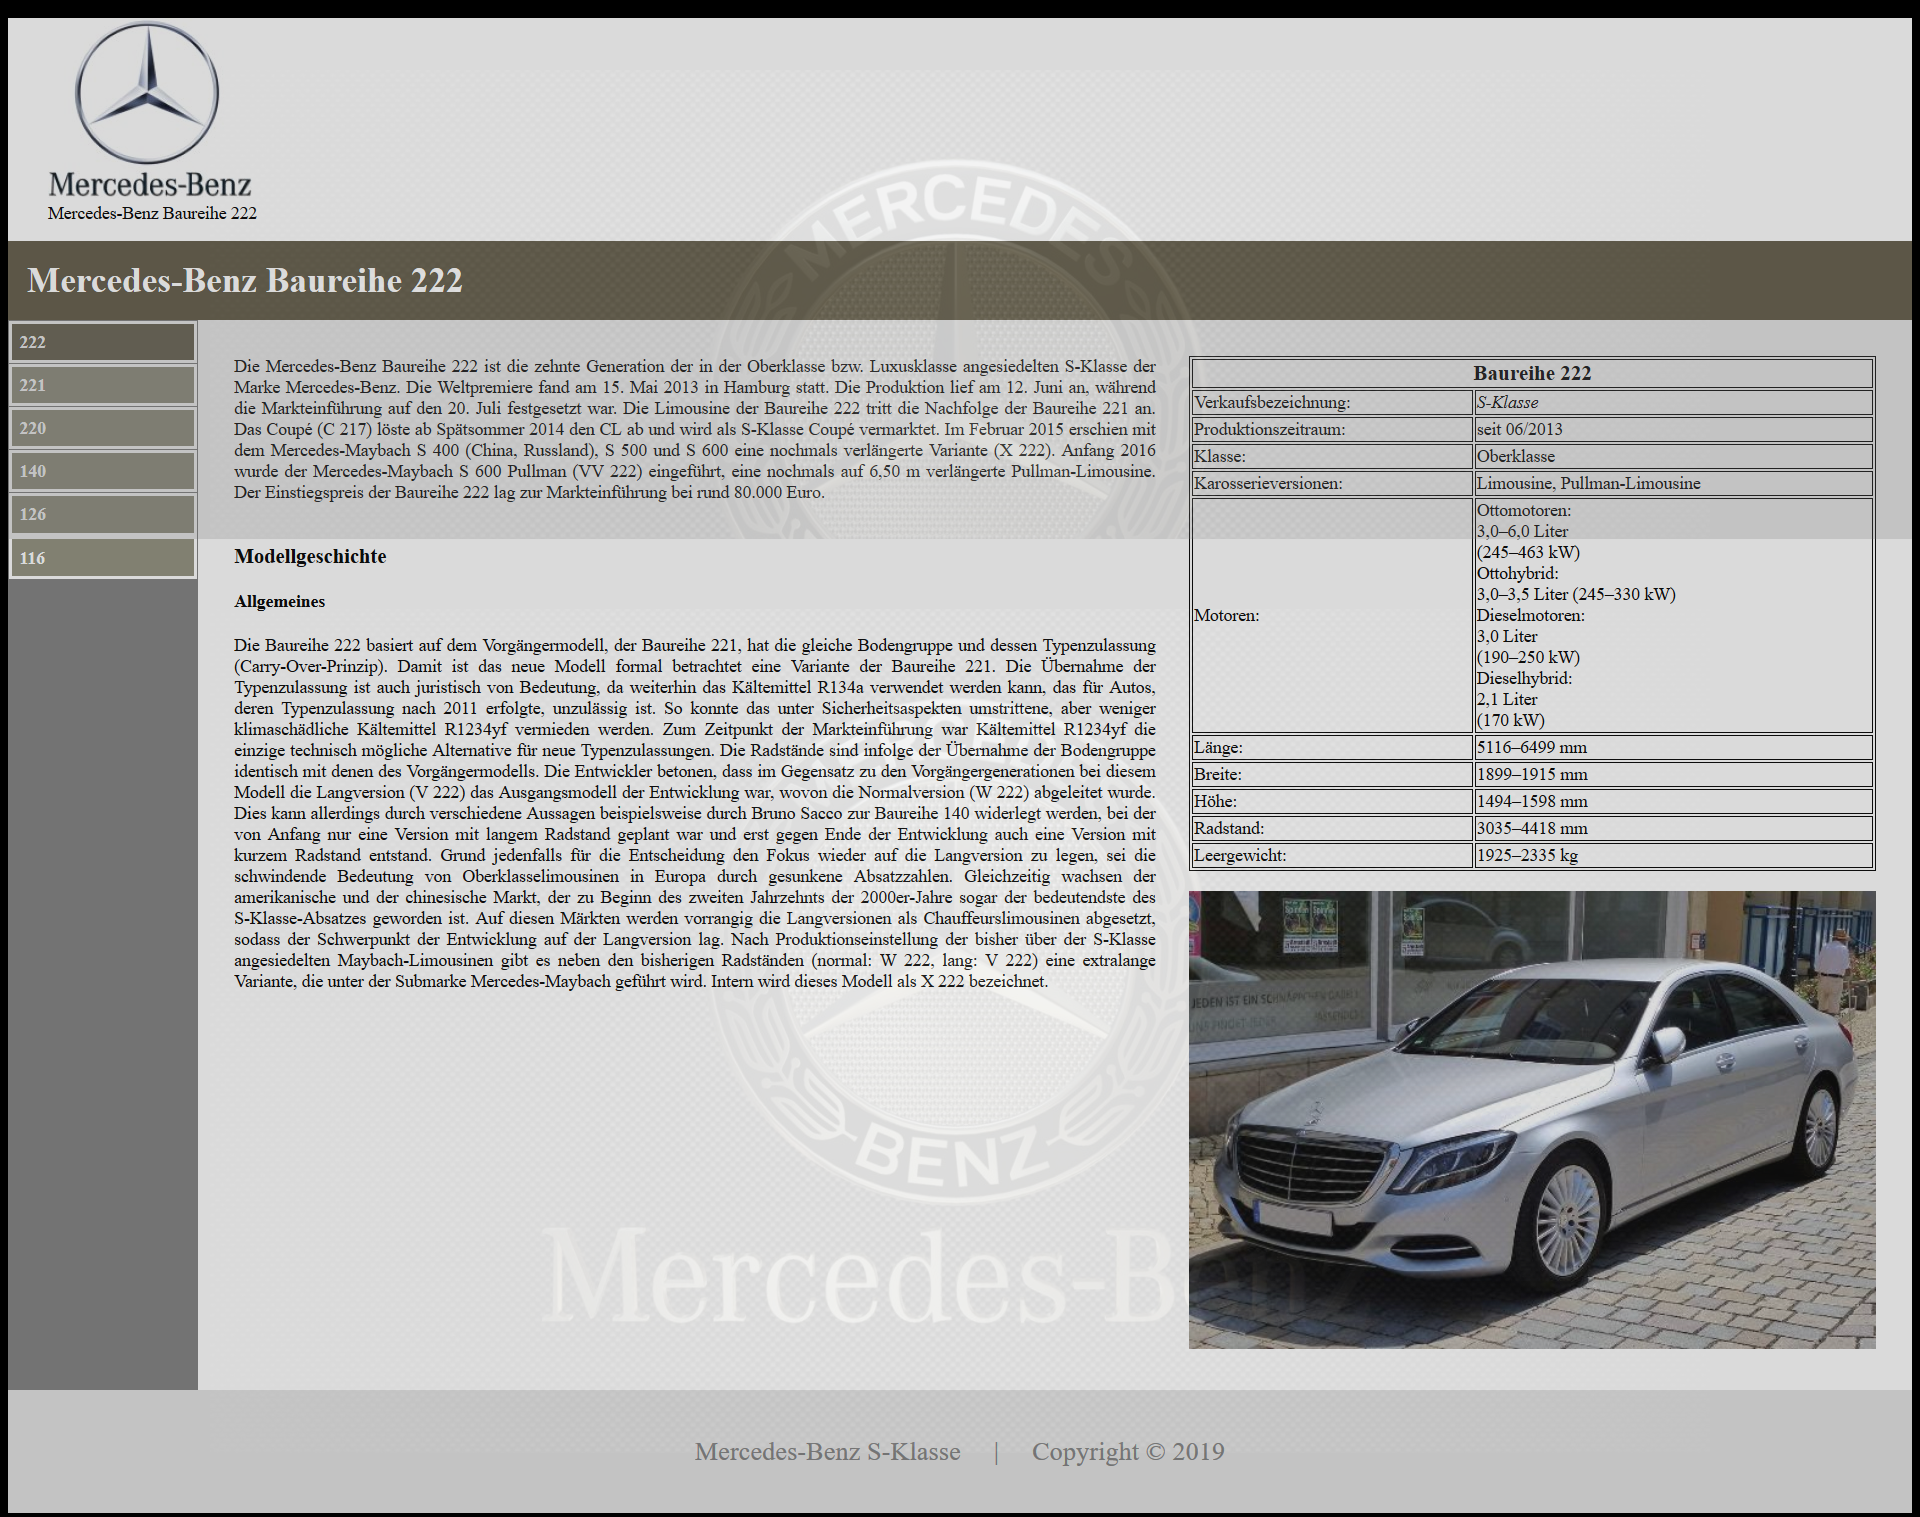 Mercedes-Benz
Mercedes-Benz Baureihe 222
MERCEDES
Mercedes-Benz Baureihe 222
222
221
220
140
126
116
Die Mercedes-Benz Baureihe 222 ist die zehnte Generation der in der Oberklasse bzw. Luxusklasse angesiedelten S-Klasse der
Marke Mercedes-Benz. Die Weltpremiere fand am 15. Mai 2013 in Hamburg statt. Die Produktion lief am 12. Juni an, während
die Markteinführung auf den 20. Juli festgesetzt war. Die Limousine der Baureihe 222 tritt die Nachfolge der Baureihe 221 an.
Das Coupé (C 217) löste ab Spätsommer 2014 den CL ab und wird als S-Klasse Coupé vermarktet. Im Februar 2015 erschien mit
dem Mercedes-Maybach S 400 (China, Russland), S 500 und S 600 eine nochmals verlängerte Variante (X 222). Anfang 2016
wurde der Mercedes-Maybach S 600 Pullman (VV 222) eingeführt, eine nochmals auf 6,50 m verlängerte Pullman-Limousine.
Der Einstiegspreis der Baureihe 222 lag zur Markteinführung bei rund 80.000 Euro.
Modellgeschichte
Allgemeines
Die Baureihe 222 basiert auf dem Vorgängermodell, der Baureihe 221, hat die gleiche Bodengruppe und dessen Typenzulassung
(Carry-Over-Prinzip). Damit ist das neue Modell formal betrachtet eine Variante der Baureihe 221. Die Übernahme der
Typenzulassung ist auch juristisch von Bedeutung, da weiterhin das Kältemittel R134a verwendet werden kann, das für Autos,
deren Typenzulassung nach 2011 erfolgte, unzulässig ist. So konnte das unter Sicherheitsaspekten umstrittene, aber weniger
klimaschädliche Kältemittel R1234yf vermieden werden. Zum Zeitpunkt der Markteinführung war Kältemittel R1234yf die
einzige technisch mögliche Alternative für neue Typenzulassungen. Die Radstände sind infolge der Übernahme der Bodengruppe
identisch mit denen des Vorgängermodells. Die Entwickler betonen, dass im Gegensatz zu den Vorgängergenerationen bei diesem
Modell die Langversion (V 222) das Ausgangsmodell der Entwicklung war, wovon die Normalversion (W 222) abgeleitet wurde.
Dies kann allerdings durch verschiedene Aussagen beispielsweise durch Bruno Sacco zur Baureihe 140 widerlegt werden, bei der
von Anfang nur eine Version mit langem Radstand geplant war und erst gegen Ende der Entwicklung auch eine Version mit
kurzem Radstand entstand. Grund jedenfalls für die Entscheidung den Fokus wieder auf die Langversion zu legen, sei die
schwindende Bedeutung von Oberklasselimousinen in Europa durch gesunkene Absatzzahlen. Gleichzeitig wachsen der
amerikanische und der chinesische Markt, der zu Beginn des zweiten Jahrzehnts der 2000er-Jahre sogar der bedeutendste des
S-Klasse-Absatzes geworden ist. Auf diesen Märkten werden vorrangig die Langversionen als Chauffeurslimousinen abgesetzt,
sodass der Schwerpunkt der Entwicklung auf der Langversion lag. Nach Produktionseinstellung der bisher über der S-Klasse
angesiedelten Maybach-Limousinen gibt es neben den bisherigen Radständen (normal: W 222, lang: V 222) eine extralange
Variante, die unter der Submarke Mercedes-Maybach geführt wird. Intern wird dieses Modell als X 222 bezeichnet.
Baureihe 222
Verkaufsbezeichnung: S-Klasse
Produktionszeitraum: seit 06/2013
Klasse: Oberklasse
Karosserieversionen: Limousine, Pullman-Limousine
Motoren:
Ottomotoren:
3,0–6,0 Liter
(245–463 kW)
Ottohybrid:
3,0–3,5 Liter (245–330 kW)
Dieselmotoren:
3,0 Liter
(190–250 kW)
Dieselhybrid:
2,1 Liter
(170 kW)
Länge: 5116–6499 mm
Breite: 1899–1915 mm
Höhe: 1494–1598 mm
Radstand: 3035–4418 mm
Leergewicht: 1925–2335 kg
MERCEDES
BENZ
Mercedes-Benz
JEDEN IST EIN
Mercedes-Benz S-Klasse | Copyright © 2019